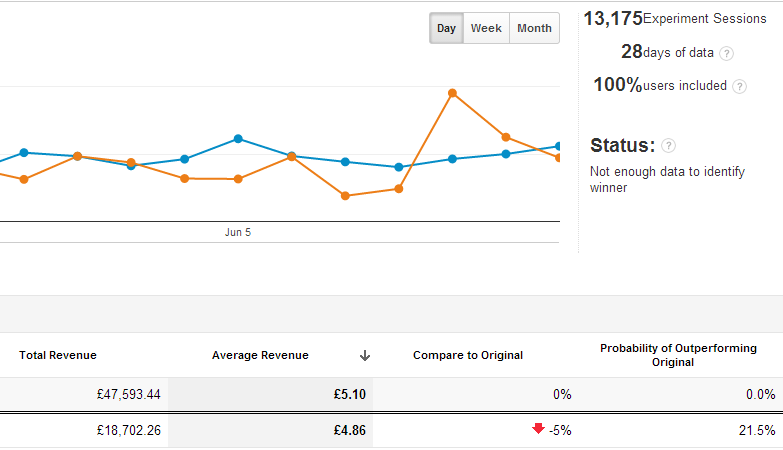 Day Week Month
13,175 Experiment Sessions
28 days of data ?
100% users included ?
Status: ?
Not enough data to identify
winner
Jun 5
Total Revenue Average Revenue Compare to Original Probability of Outperforming
Original
£47,593.44 £5.10 0% 0.0%
£18,702.26 £4.86 -5% 21.5%